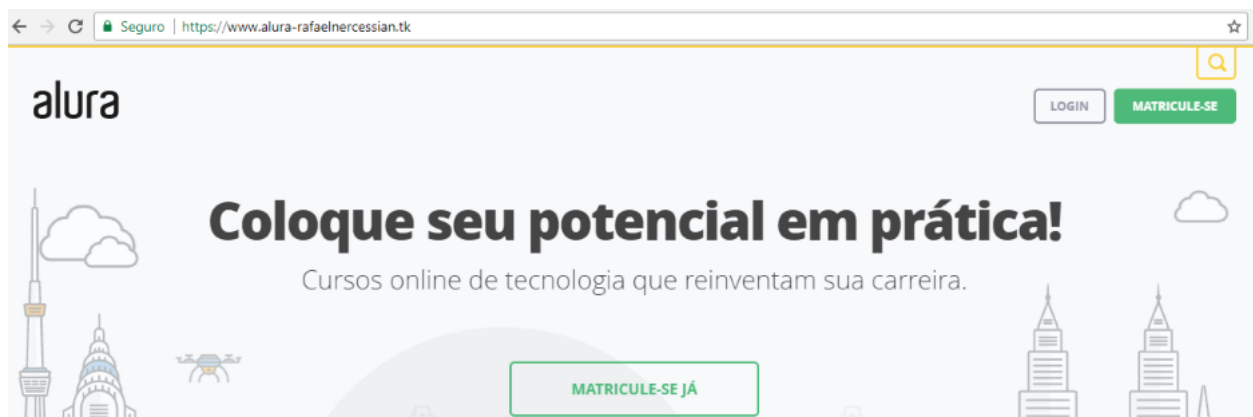 Seguro | https://www.alura-rafaelnercessian.tk
alura
LOGIN MATRICULE-SE
Coloque seu potencial em prática!
Cursos online de tecnologia que reinventam sua carreira.
MATRICULE-SE JÁ